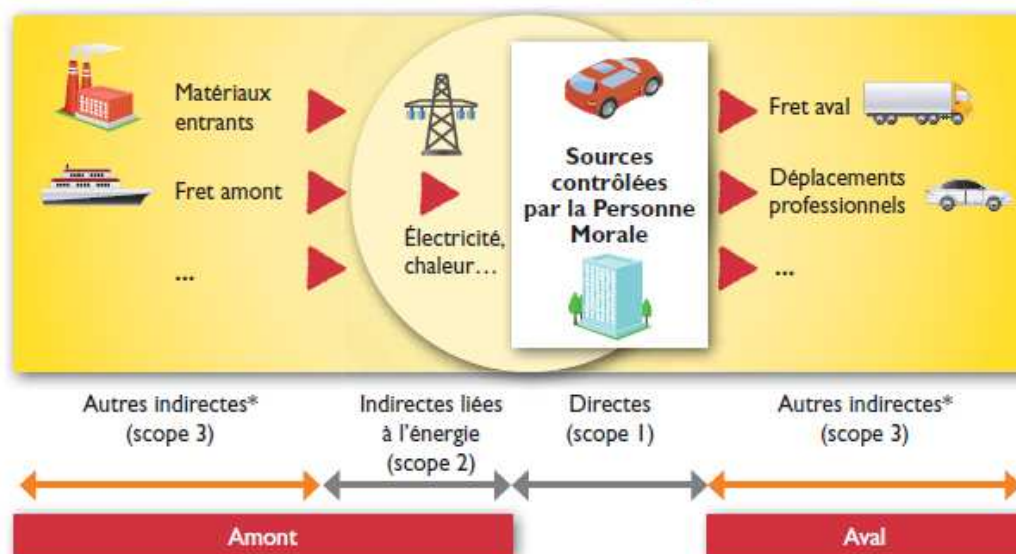 Matériaux
entrants
Fret amont
...
Électricité,
chaleur...
Sources
contrôlées
par la Personne
Morale
Fret aval
Déplacements
professionnels
...
Autres indirectes*
(scope 3)
Indirectes liées
à l'énergie
(scope 2)
Directes
(scope 1)
Autres indirectes*
(scope 3)
Amont
Aval